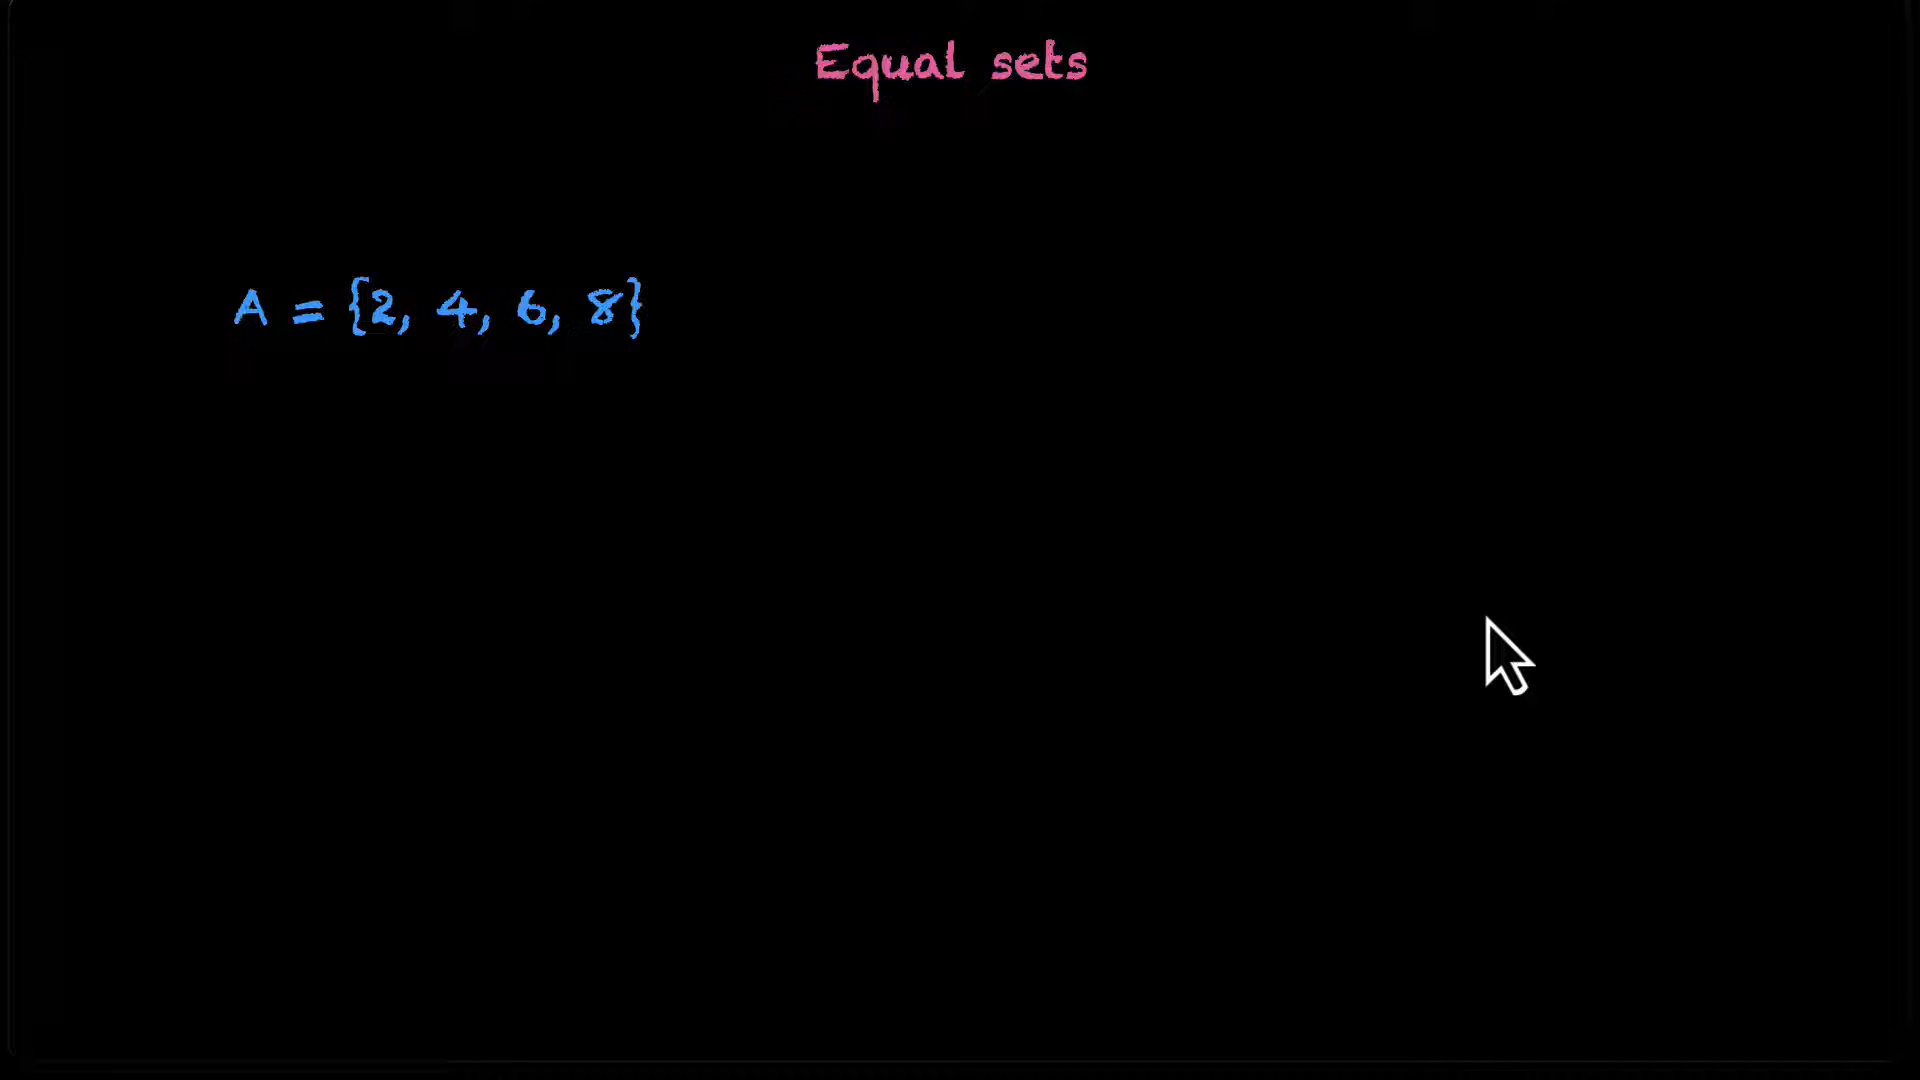 Equal sets
A = {2, 4, 6, 8}